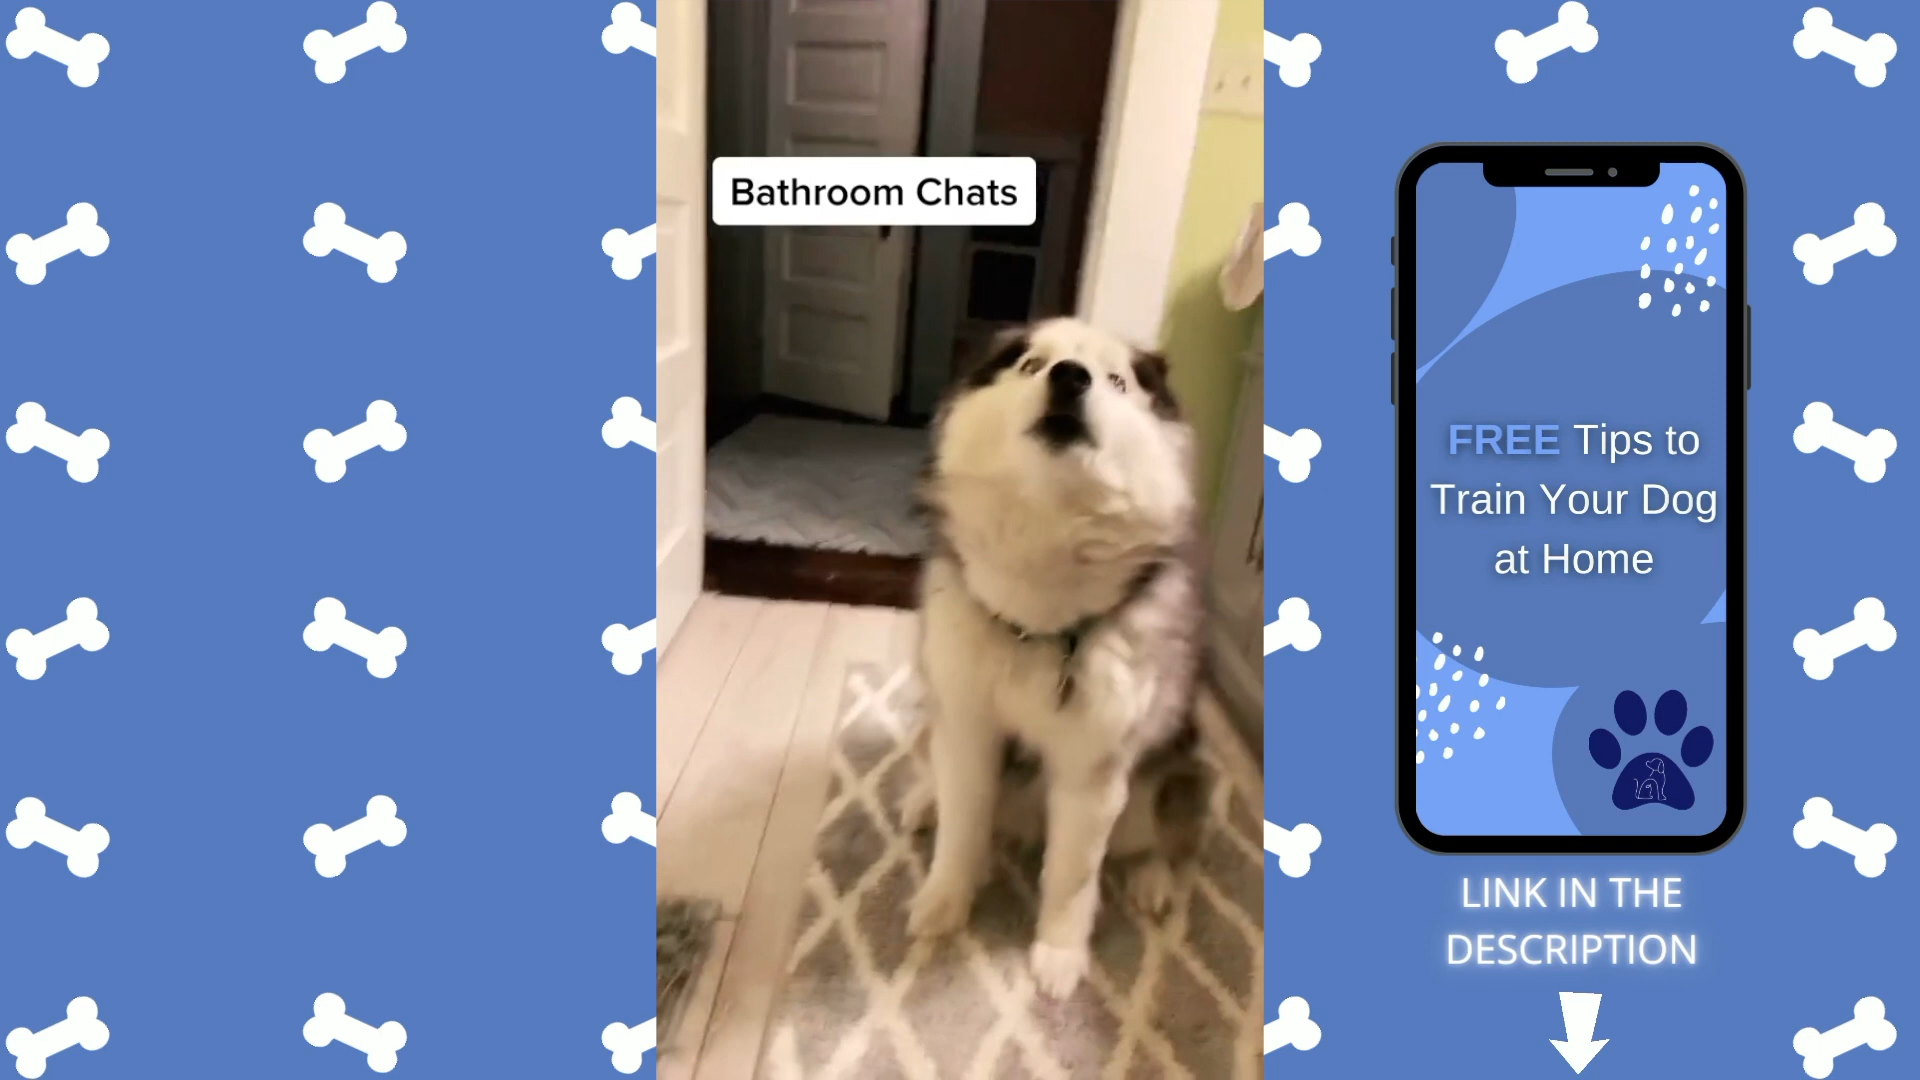 Bathroom Chats
FREE Tips to
Train Your Dog
at Home
LINK IN THE
DESCRIPTION